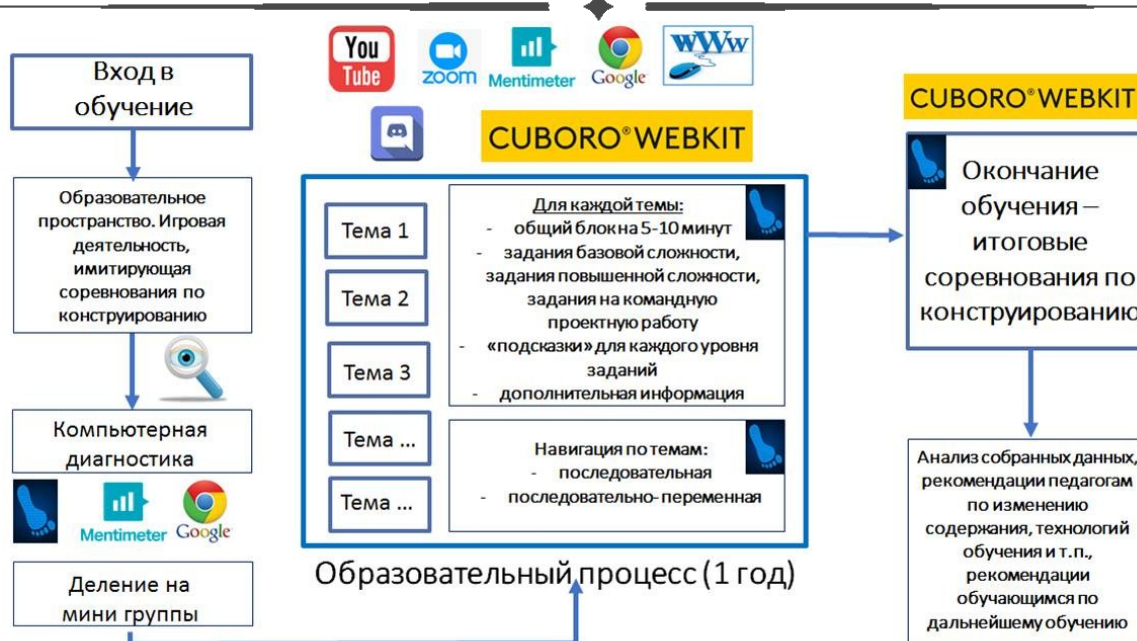 Вход в
обучение
Образовательное
пространство. Игровая
деятельность,
имитирующая
соревнования по
конструированию
Компьютерная
диагностика
Mentimeter Google
Деление на
мини группы
You
Tube
zoom Mentimeter Google
wWw
CUBORO® WEBKIT
Тема 1
Тема 2
Тема 3
Тема ...
Тема ...
Для каждой темы:
- общий блок на 5-10 минут
- задания базовой сложности,
задания повышенной сложности,
задания на командную
проектную работу
- «подсказки» для каждого уровня
заданий
- дополнительная информация
Навигация по темам:
- последовательная
- последовательно- переменная
Образовательный процесс (1 год)
CUBORO® WEBKIT
Окончание
обучения –
итоговые
соревнования по
конструированию
Анализ собранных данных,
рекомендации педагогам
по изменению
содержания, технологий
обучения и т.п.,
рекомендации
обучающимся по
дальнейшему обучению